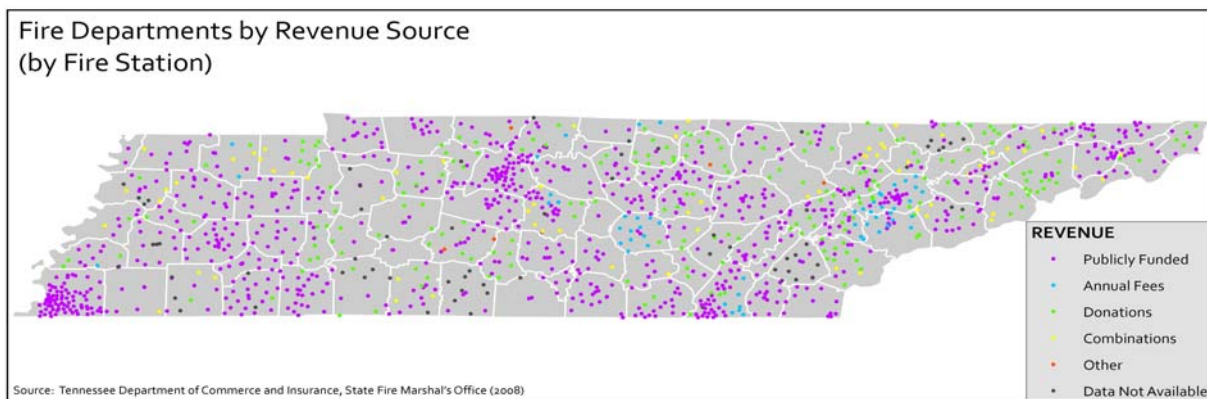 Fire Departments by Revenue Source
(by Fire Station)
REVENUE
Publicly Funded
Annual Fees
Donations
Combinations
Other
Data Not Available
Source: Tennessee Department of Commerce and Insurance, State Fire Marshal's Office (2008)